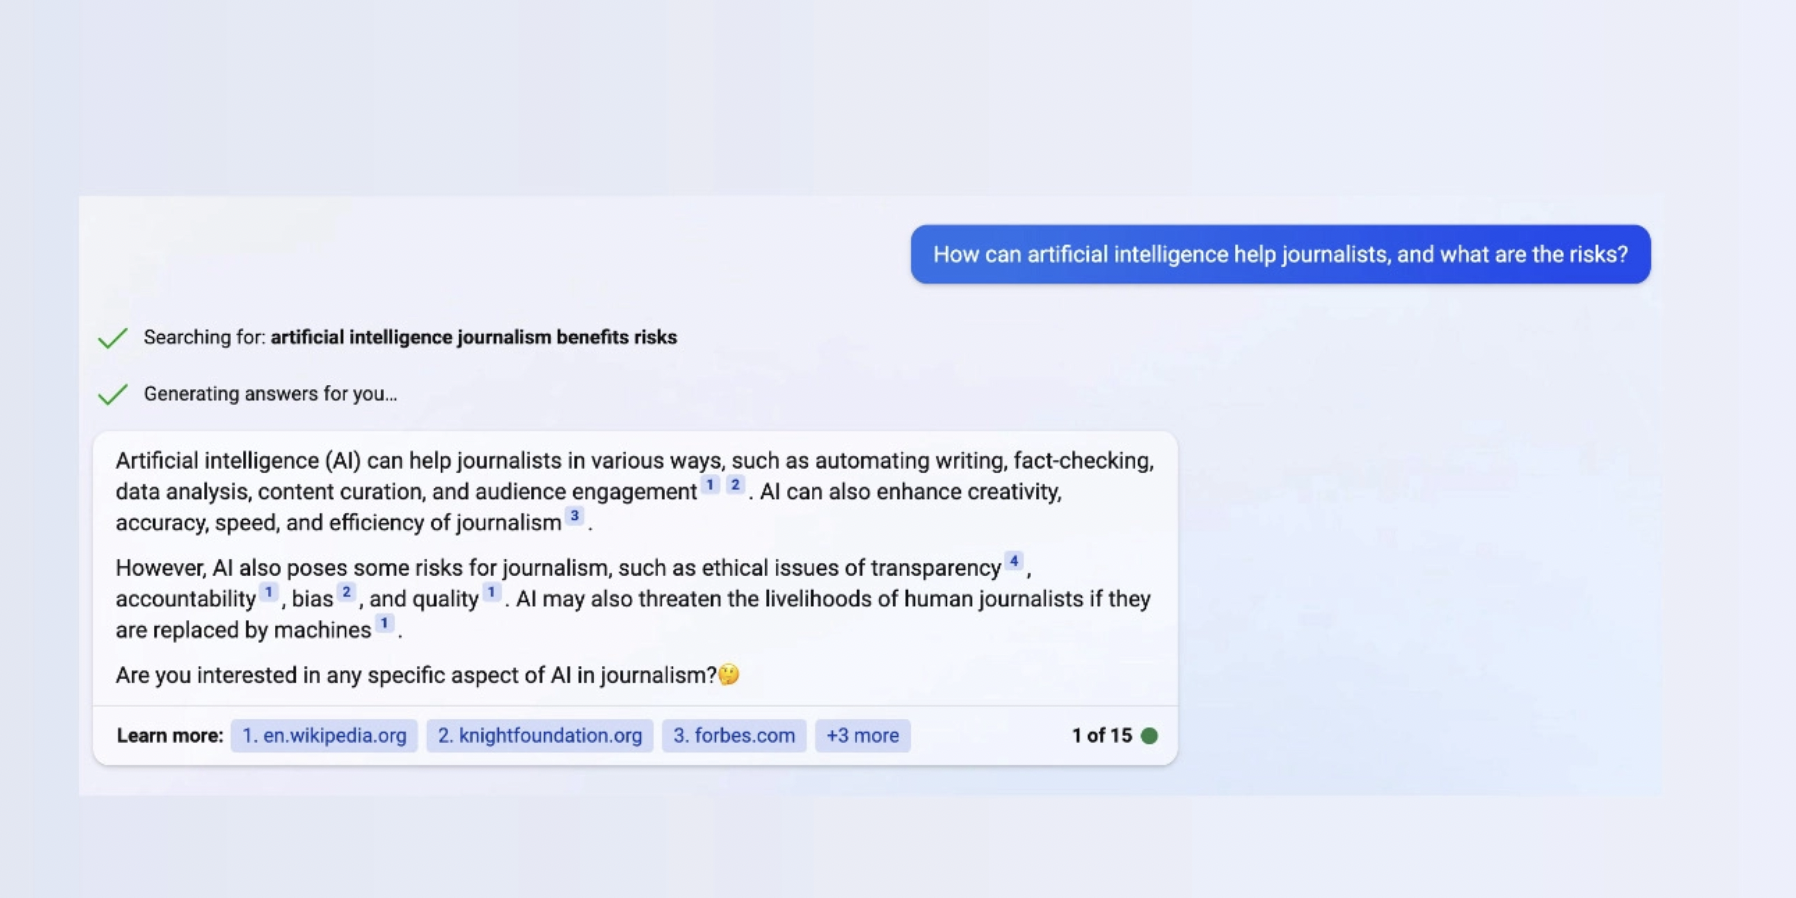 How can artificial intelligence help journalists, and what are the risks?
Searching for: artificial intelligence journalism benefits risks
Generating answers for you...
Artificial intelligence (AI) can help journalists in various ways, such as automating writing, fact-checking,
data analysis, content curation, and audience engagement 1 2 . AI can also enhance creativity,
accuracy, speed, and efficiency of journalism 3 .
However, AI also poses some risks for journalism, such as ethical issues of transparency 4 ,
accountability 1 , bias 2 , and quality 1 . AI may also threaten the livelihoods of human journalists if they
are replaced by machines 1 .
Are you interested in any specific aspect of AI in journalism?🤔
Learn more: 1. en.wikipedia.org 2. knightfoundation.org 3. forbes.com +3 more 1 of 15